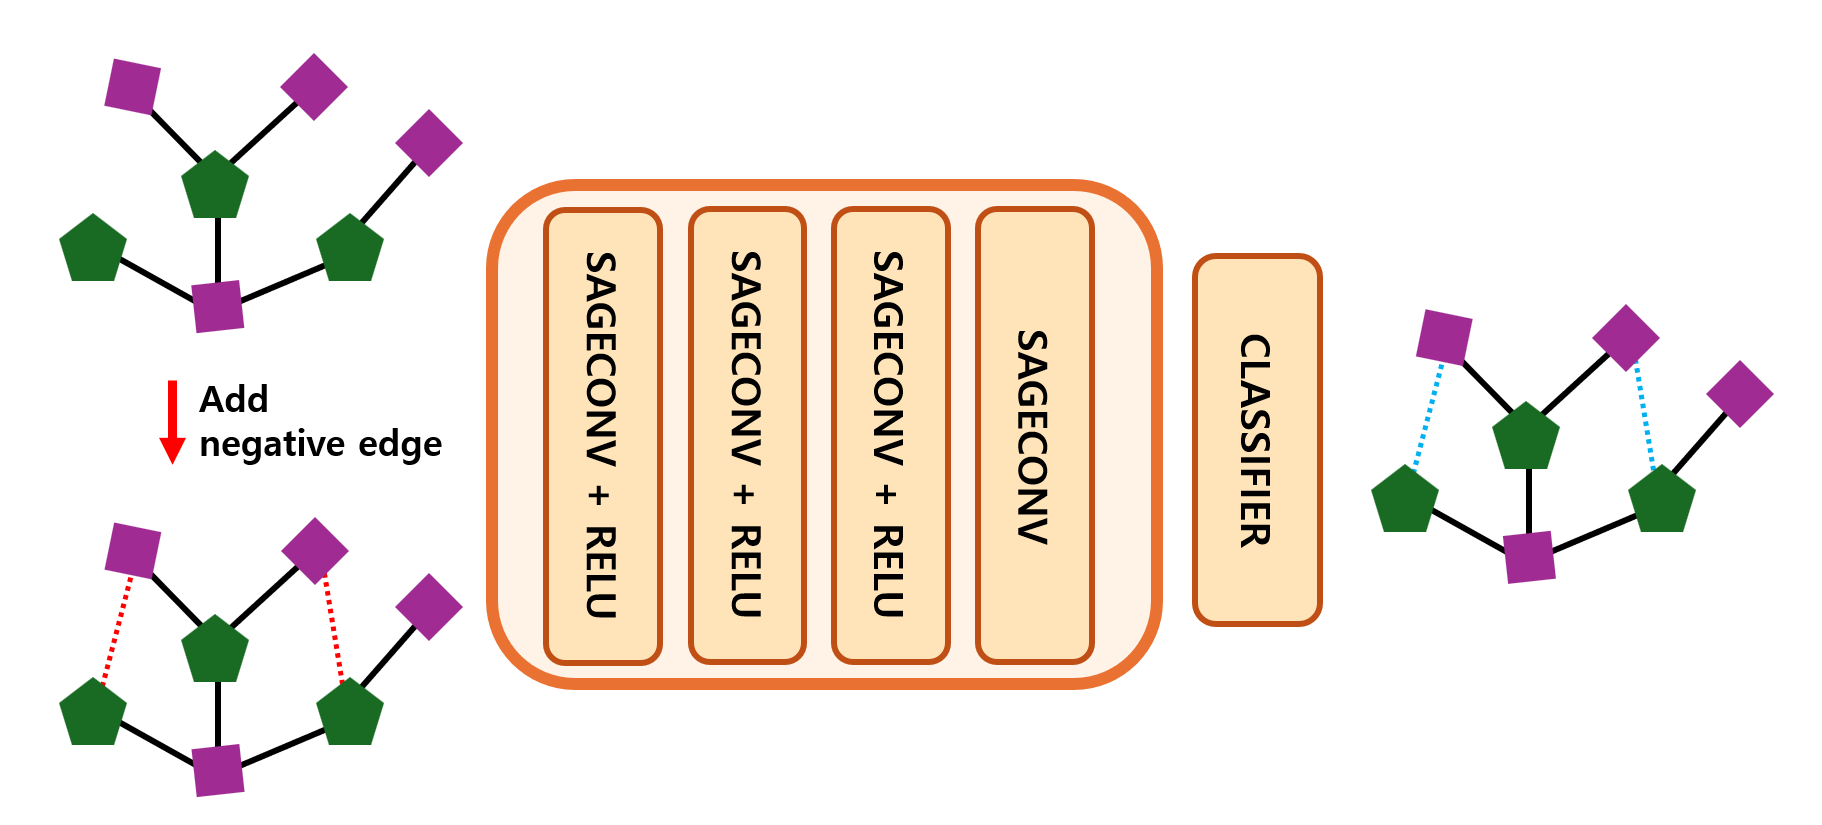 Add
negative edge
SAGECONV + RELU
SAGECONV + RELU
SAGECONV + RELU
SAGECONV
CLASSIFIER